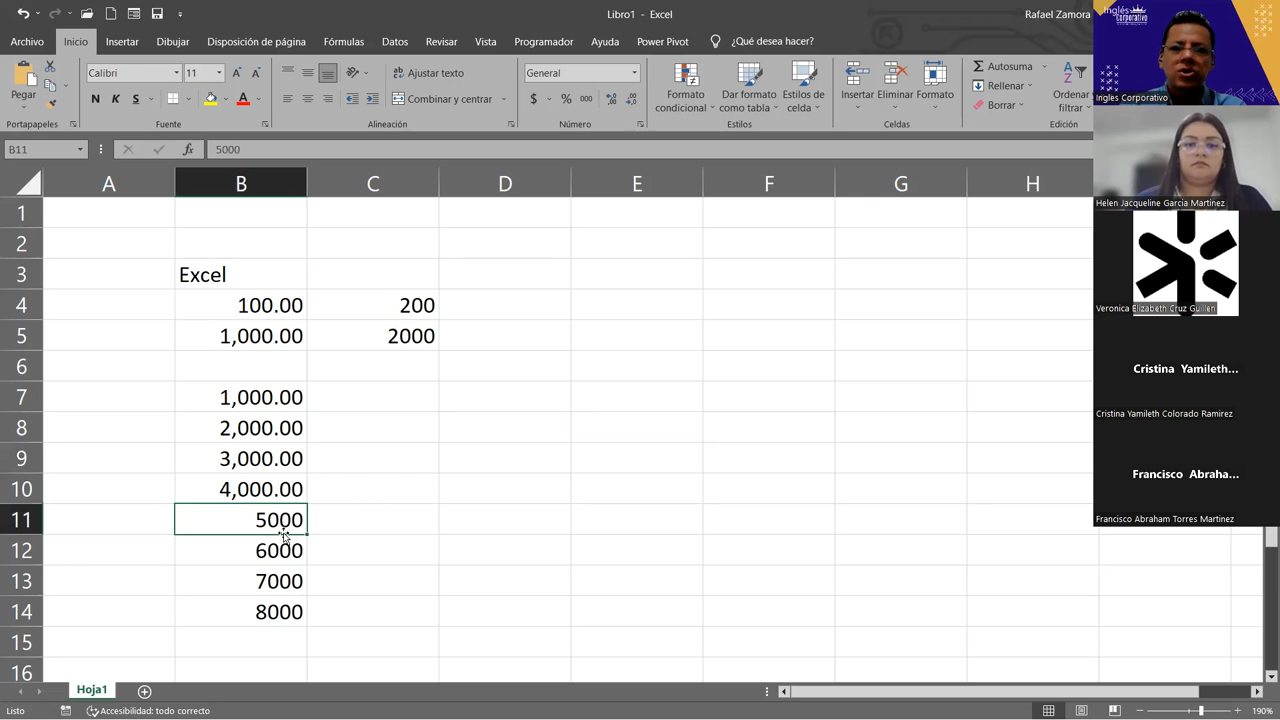 Libro1 - Excel
Rafael Zamora
Archivo Inicio Insertar Dibujar Disposición de página Fórmulas Datos Revisar Vista Programador Ayuda Power Pivot ¿Qué desea hacer?
Pegar
Calibri 11
N K S
Ajustar texto
Combinar y centrar
General
$ % 000
Formato condicional
Dar formato como tabla
Estilos de celda
Insertar Eliminar Formato
Autosuma
Rellenar
Borrar
Ordenar
filtrar
Portapapeles Fuente Alineación Número Estilos Celdas Edición
B11 fx 5000
A B C D E F G H
1
2
3 Excel
4 100.00 200
5 1,000.00 2000
6
7 1,000.00
8 2,000.00
9 3,000.00
10 4,000.00
11 5000
12 6000
13 7000
14 8000
15
16
Hoja1
Listo Accesibilidad: todo correcto 190%
Inglés
Corporativo
Ingles Corporativo
Helen Jacqueline Garcia Martinez
Veronica Elizabeth Cruz Guillen
Cristina Yamileth...
Cristina Yamileth Colorado Ramirez
Francisco Abraha...
Francisco Abraham Torres Martinez